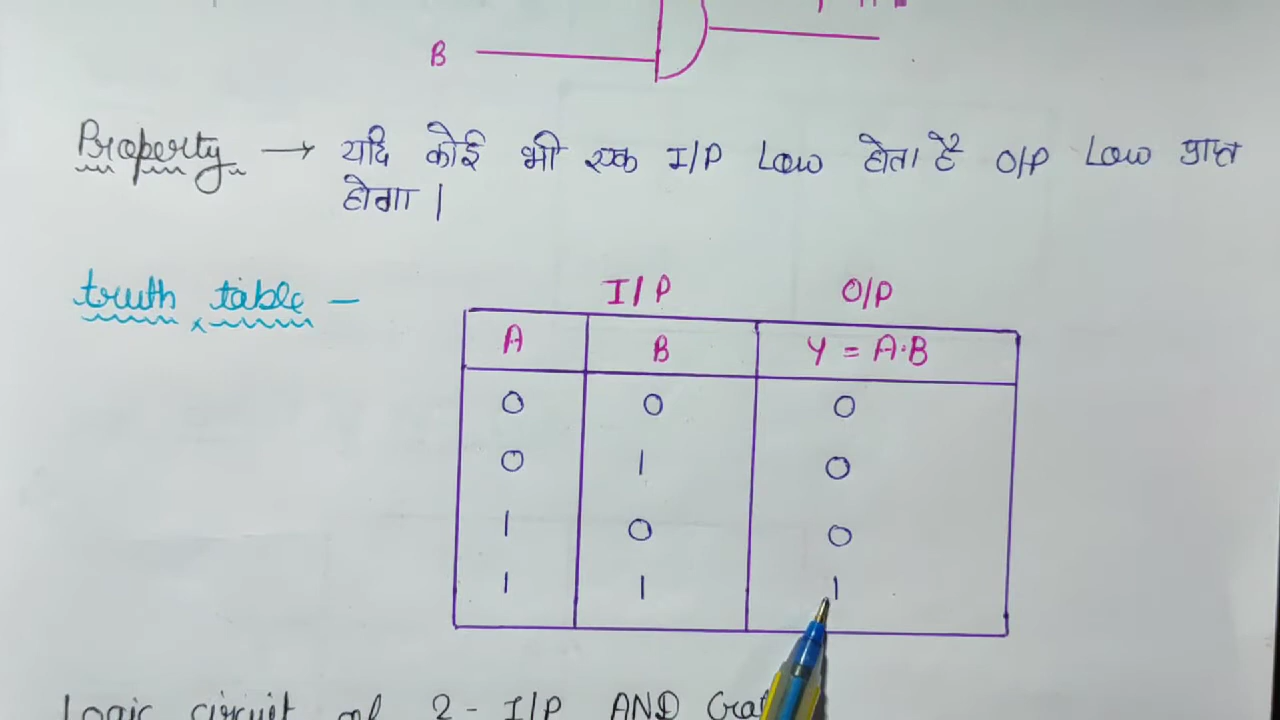 B
Property → यदि कोई भी एक I/P Low होता है O/P Low प्राप्त
होगा |
truth table -
I/P O/P
A B Y = A.B
0 0 0
0 1 0
1 0 0
1 1 1
Logic circuit of 2 - I/P AND